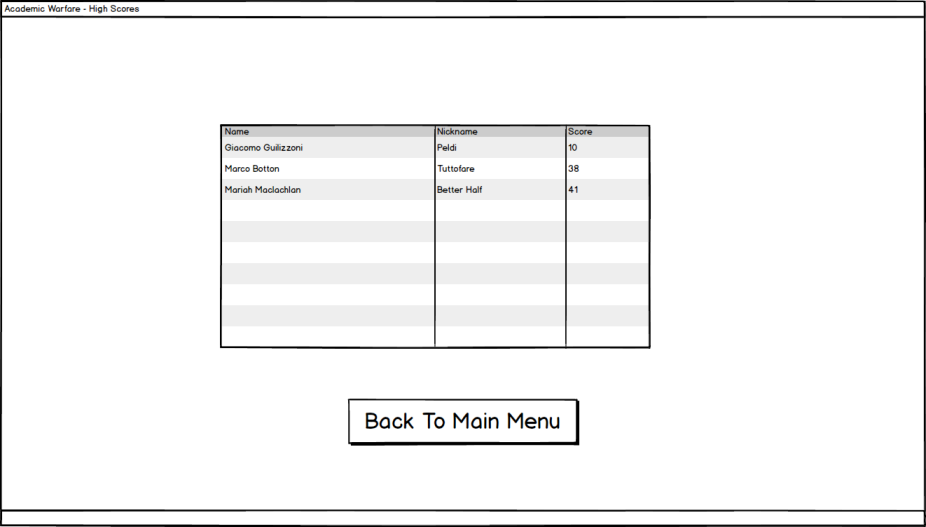 Academic Warfare - High Scores
Name Nickname Score
Giacomo Guilizzoni Peldi 10
Marco Botton Tuttofare 38
Mariah Maclachlan Better Half 41
Back To Main Menu